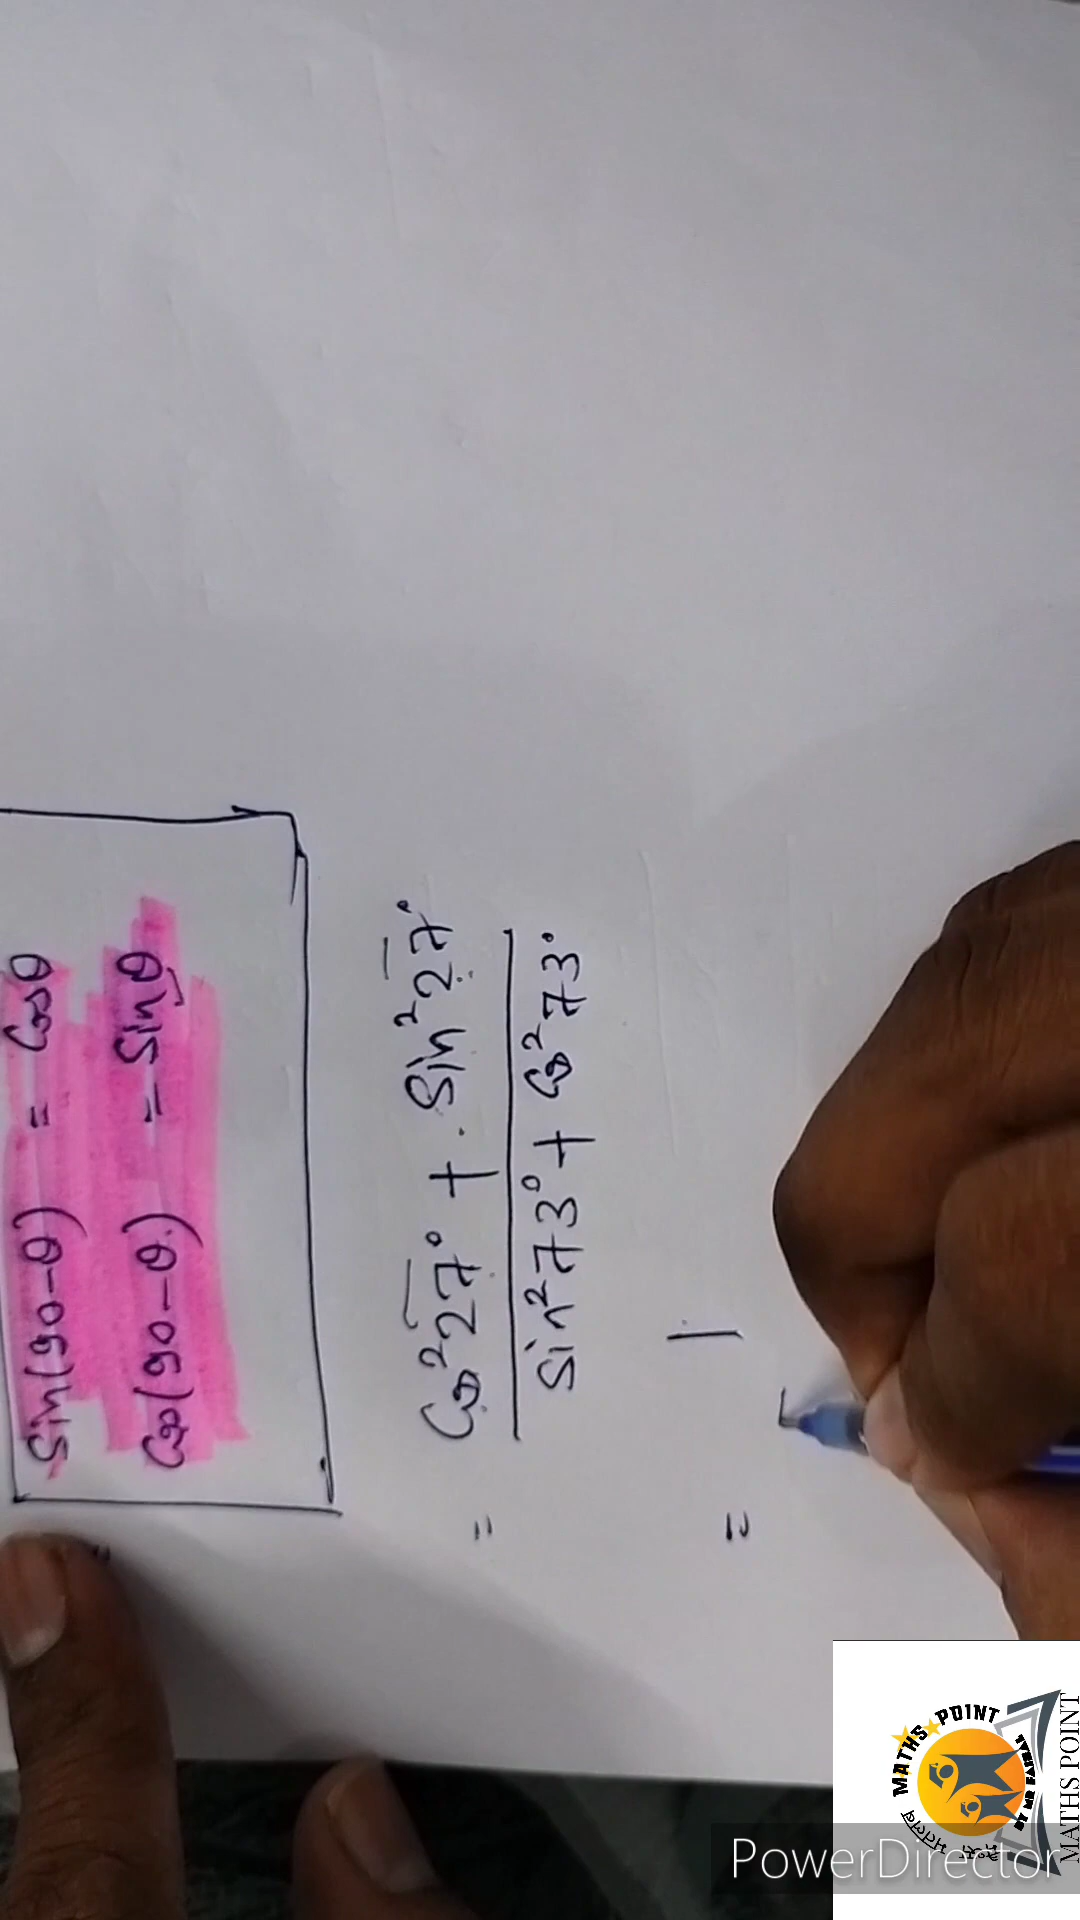 Sin(90-θ) = Cosθ
Cos(90-θ) = Sinθ
=
= Cos²27° + Sin²27°
Sin²73° + Cos²73°
= 1
MATHS POINT
MATHS POINT
PowerDirector